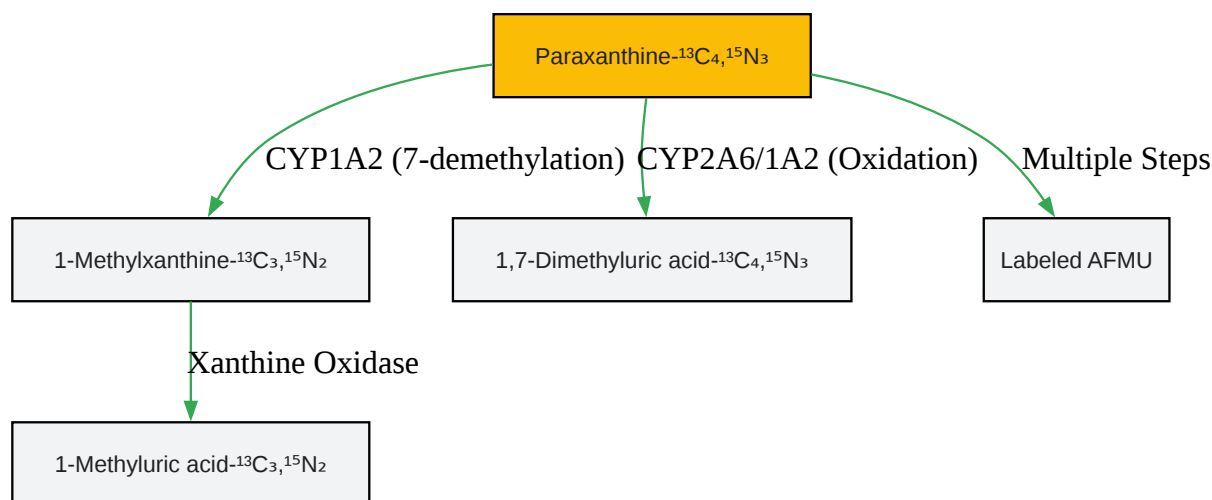 Paraxanthine-¹³C₄,¹⁵N₃
CYP1A2 (7-demethylation)
CYP2A6/1A2 (Oxidation)
Multiple Steps
1-Methylxanthine-¹³C₃,¹⁵N₂
1,7-Dimethyluric acid-¹³C₄,¹⁵N₃
Labeled AFMU
Xanthine Oxidase
1-Methyluric acid-¹³C₃,¹⁵N₂